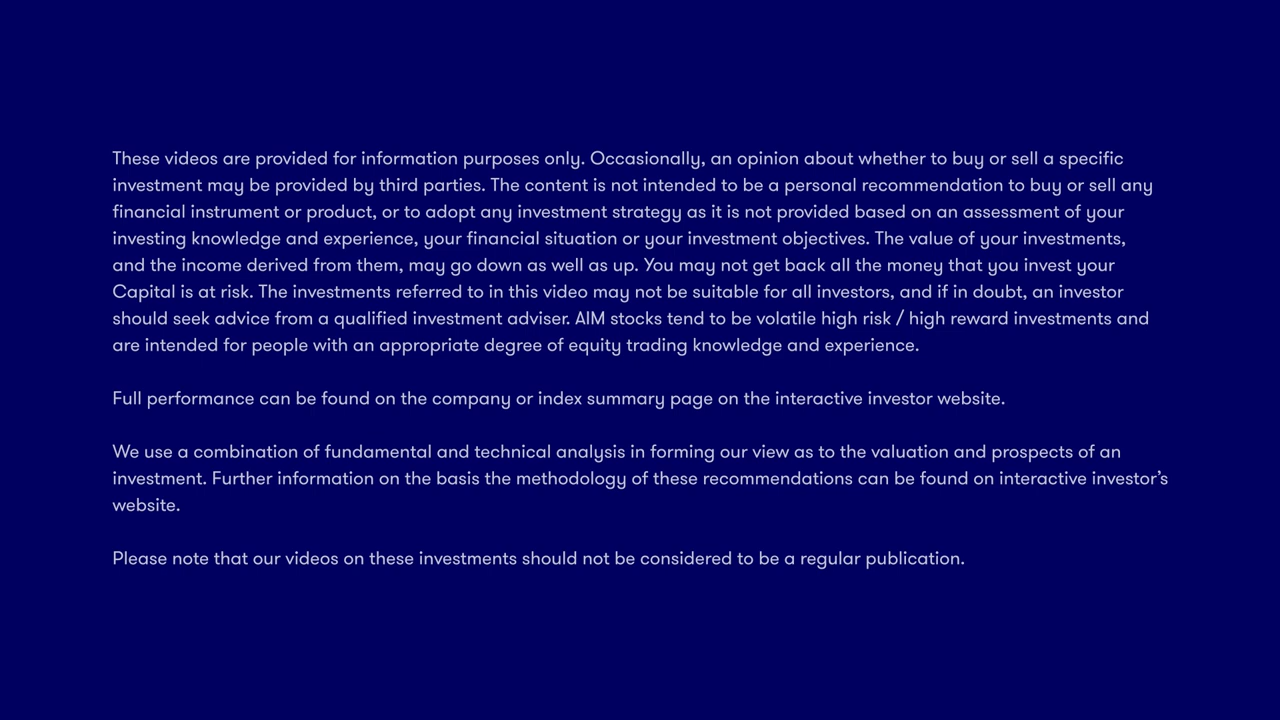 These videos are provided for information purposes only. Occasionally, an opinion about whether to buy or sell a specific
investment may be provided by third parties. The content is not intended to be a personal recommendation to buy or sell any
financial instrument or product, or to adopt any investment strategy as it is not provided based on an assessment of your
investing knowledge and experience, your financial situation or your investment objectives. The value of your investments,
and the income derived from them, may go down as well as up. You may not get back all the money that you invest your
Capital is at risk. The investments referred to in this video may not be suitable for all investors, and if in doubt, an investor
should seek advice from a qualified investment adviser. AIM stocks tend to be volatile high risk / high reward investments and
are intended for people with an appropriate degree of equity trading knowledge and experience.
Full performance can be found on the company or index summary page on the interactive investor website.
We use a combination of fundamental and technical analysis in forming our view as to the valuation and prospects of an
investment. Further information on the basis the methodology of these recommendations can be found on interactive investor’s
website.
Please note that our videos on these investments should not be considered to be a regular publication.